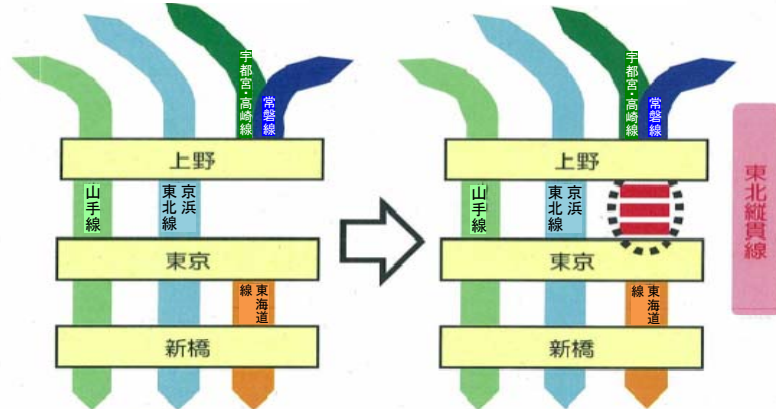 宇都宮・高崎線
常磐線
上野
山手線
京浜
東北線
東京
東海道
線
新橋
宇都宮・高崎線
常磐線
上野
山手線
京浜
東北線
東京
東海道
線
新橋
東北縦貫線